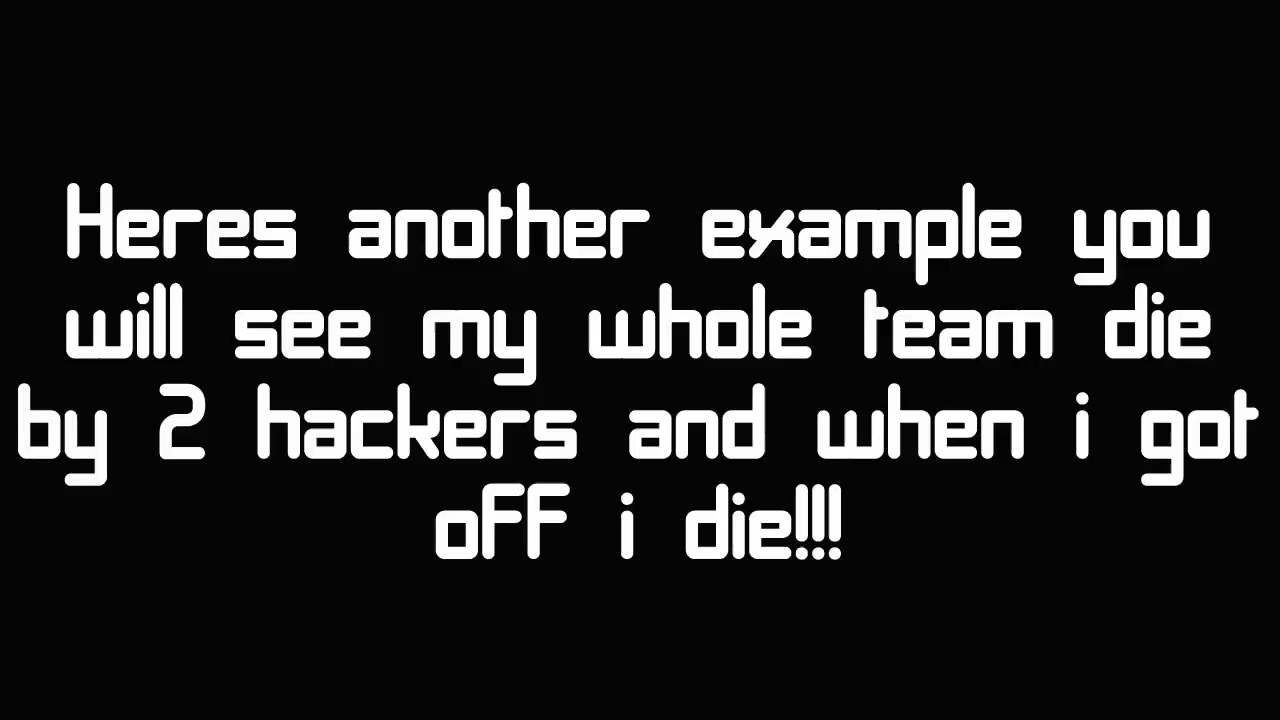 Heres another example you
will see my whole team die
by 2 hackers and when i got
off i die!!!